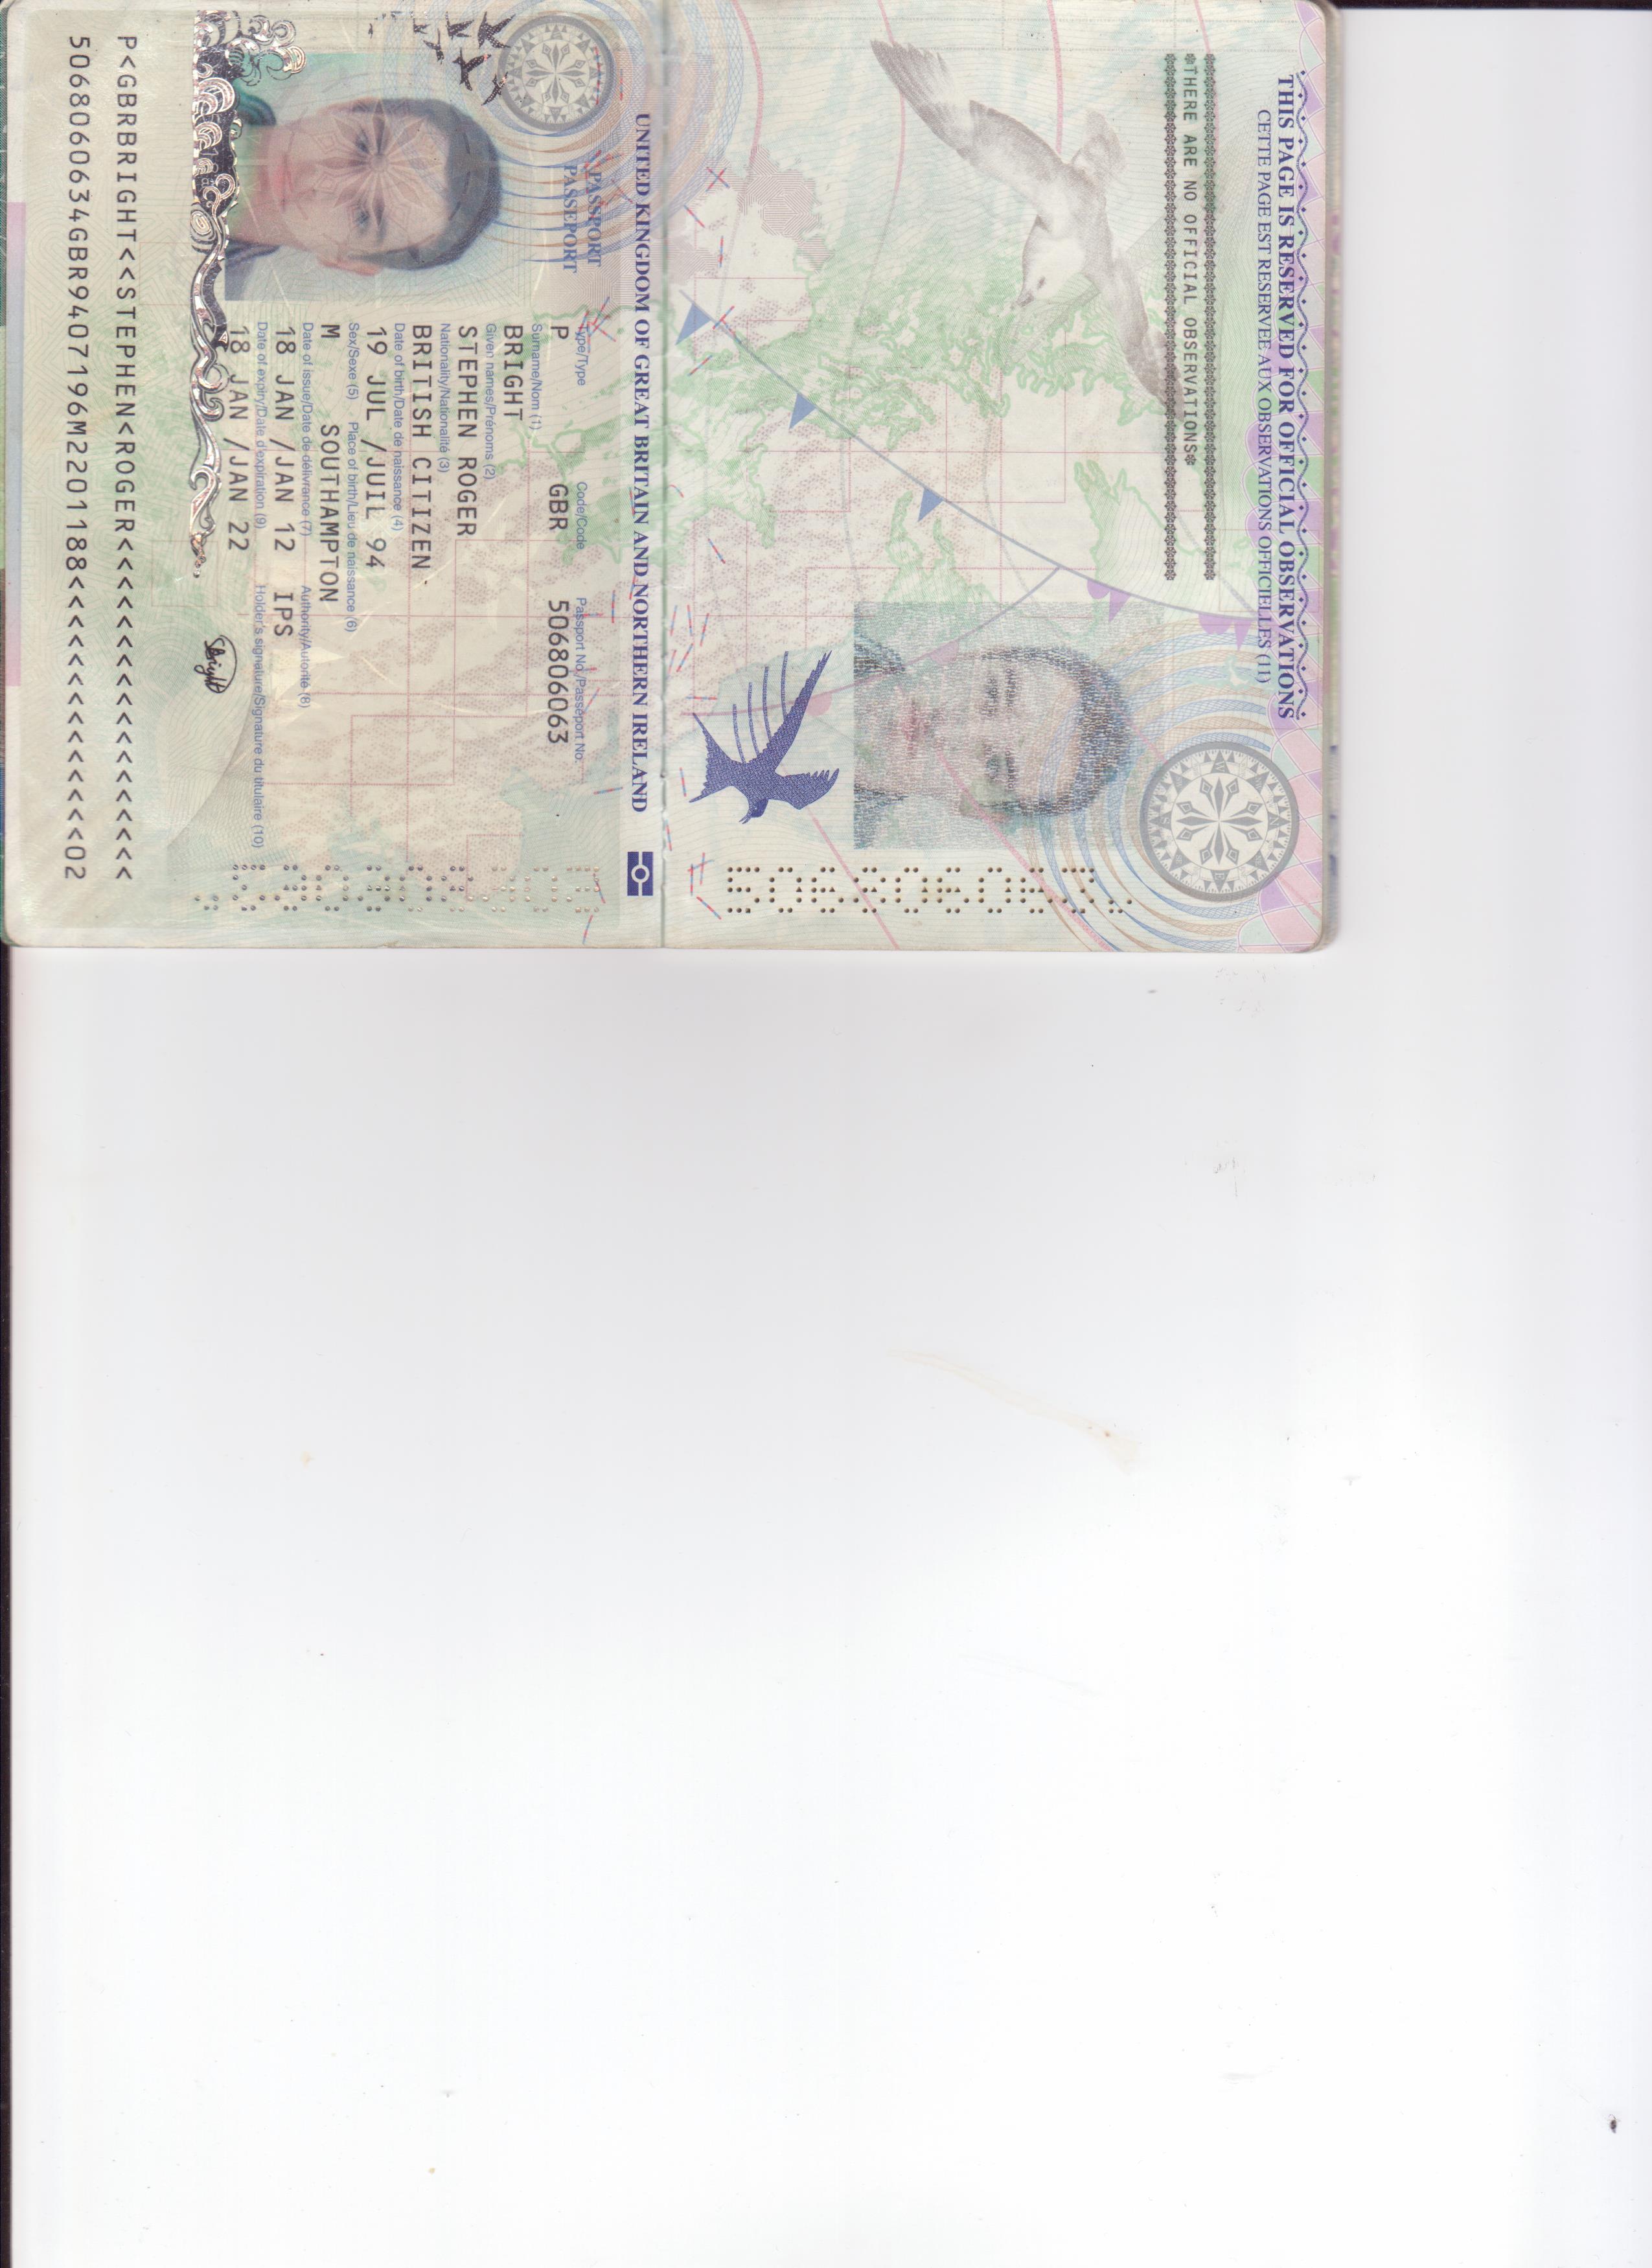 THIS PAGE IS RESERVED FOR OFFICIAL OBSERVATIONS
CETTE PAGE EST RESERVEE AUX OBSERVATIONS OFFICIELLES (11)
*THERE ARE NO OFFICIAL OBSERVATIONS*
506806063
UNITED KINGDOM OF GREAT BRITAIN AND NORTHERN IRELAND
PASSPORT
PASSEPORT
Type/Type Code/Code Passport No./Passeport No.
P GBR 506806063
Surname/Nom (1)
BRIGHT
Given names/Prénoms (2)
STEPHEN ROGER
Nationality/Nationalité (3)
BRITISH CITIZEN
Date of birth/Date de naissance (4)
19 JUL /JUIL 94
Sex/Sexe (5) Place of birth/Lieu de naissance (6)
M SOUTHAMPTON
Date of issue/Date de délivrance (7) Authority/Autorité (8)
18 JAN /JAN 12 IPS
Date of expiry/Date d'expiration (9) Holder's signature/Signature du titulaire (10)
18 JAN /JAN 22
Bright
P<GBRBRIGHT<<STEPHEN<ROGER<<<<<<<<<<<<<<<<<<
5068060634GBR9407196M2201188<<<<<<<<<<<<<<02